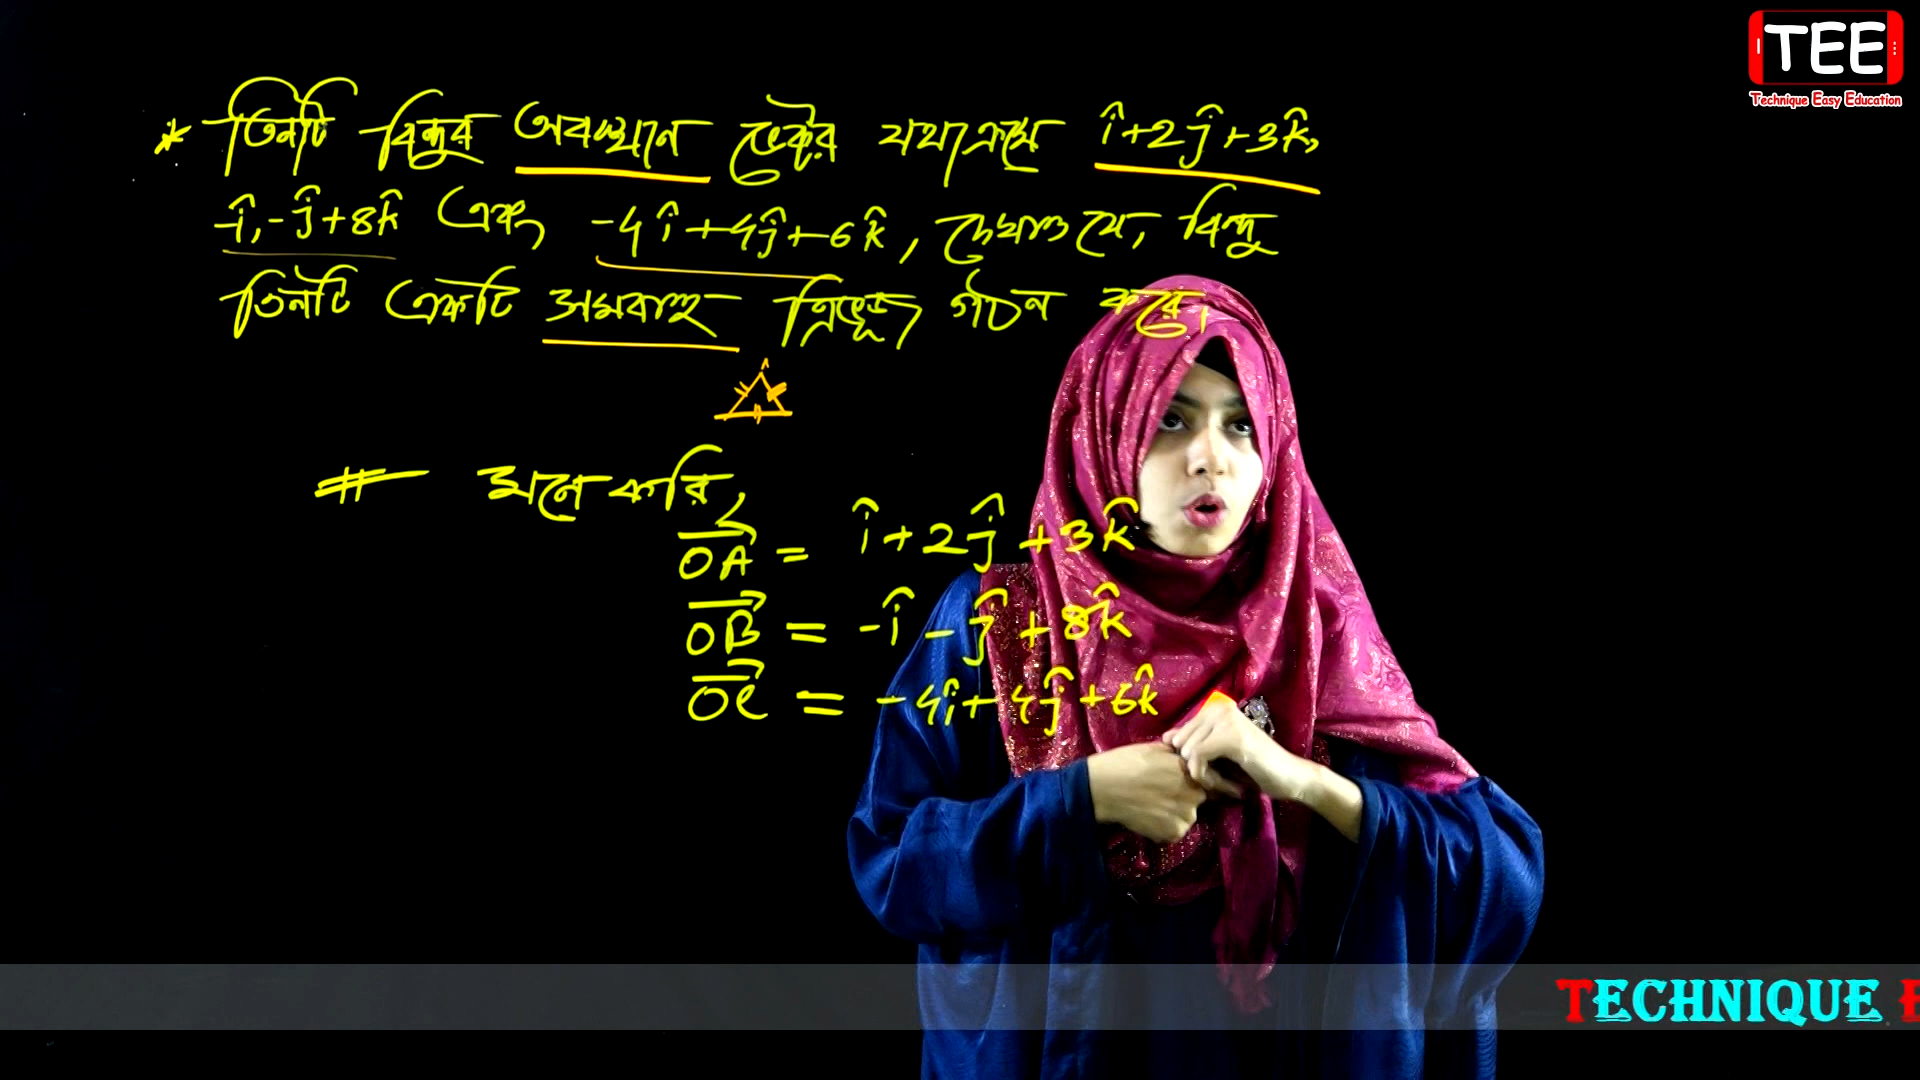 TEE
Technique Easy Education
* তিনটি বিন্দুর অবস্থান ভেক্টর যথাক্রমে î+2ĵ+3k̂,
-î,-ĵ+8k̂ এবং -4î+4ĵ+6k̂, দেখাও যে, বিন্দু
তিনটি একটি সমবাহু ত্রিভুজ গঠন করে।
# মনে করি,
OA⃗ = î+2ĵ+3k̂
OB⃗ = -î-ĵ+8k̂
OC⃗ = -4î+4ĵ+6k̂
TECHNIQUE E